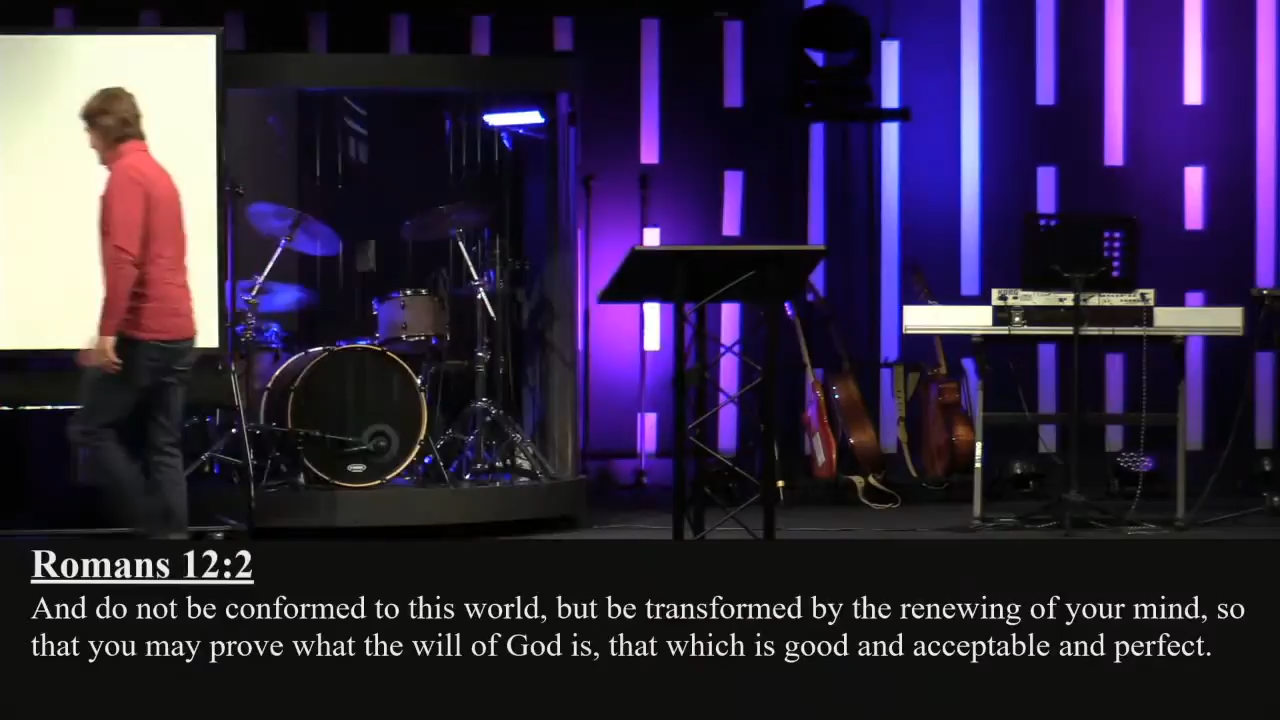 KORG
Romans 12:2
And do not be conformed to this world, but be transformed by the renewing of your mind, so
that you may prove what the will of God is, that which is good and acceptable and perfect.